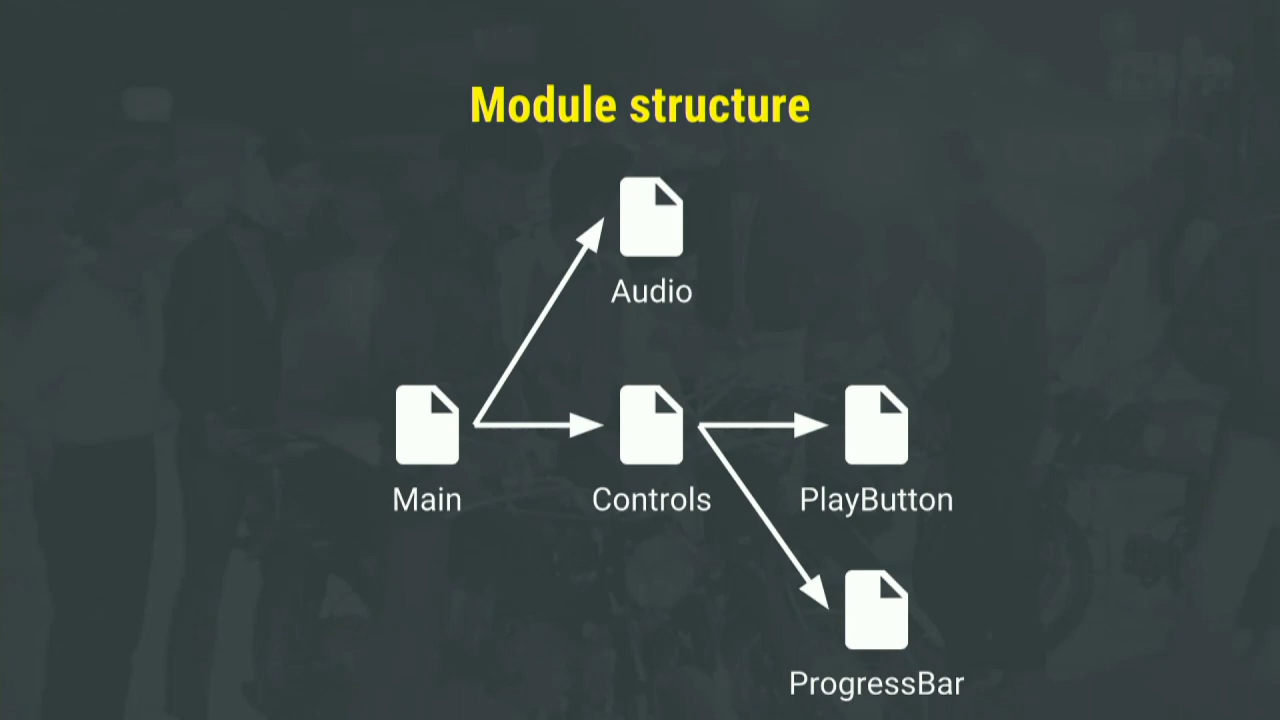 Module structure
Audio
Main
Controls
PlayButton
ProgressBar